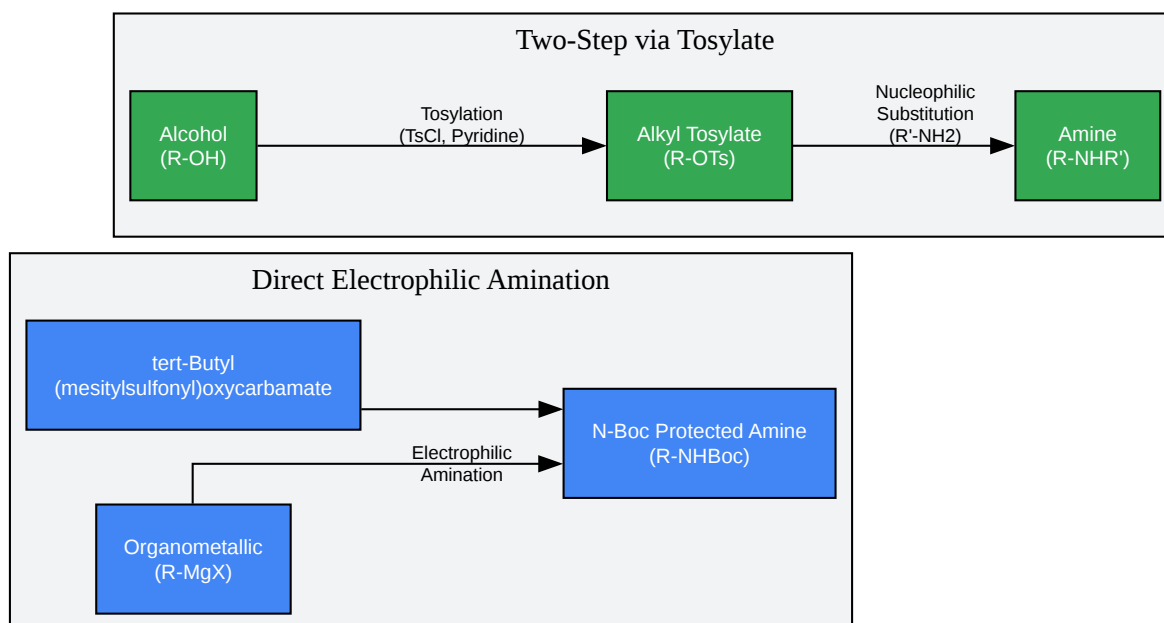 Two-Step via Tosylate
Alcohol
(R-OH)
Tosylation
(TsCl, Pyridine)
Alkyl Tosylate
(R-OTs)
Nucleophilic
Substitution
(R'-NH2)
Amine
(R-NHR')
Direct Electrophilic Amination
tert-Butyl
(mesitylsulfonyl)oxycarbamate
Electrophilic
Amination
N-Boc Protected Amine
(R-NHBoc)
Organometallic
(R-MgX)